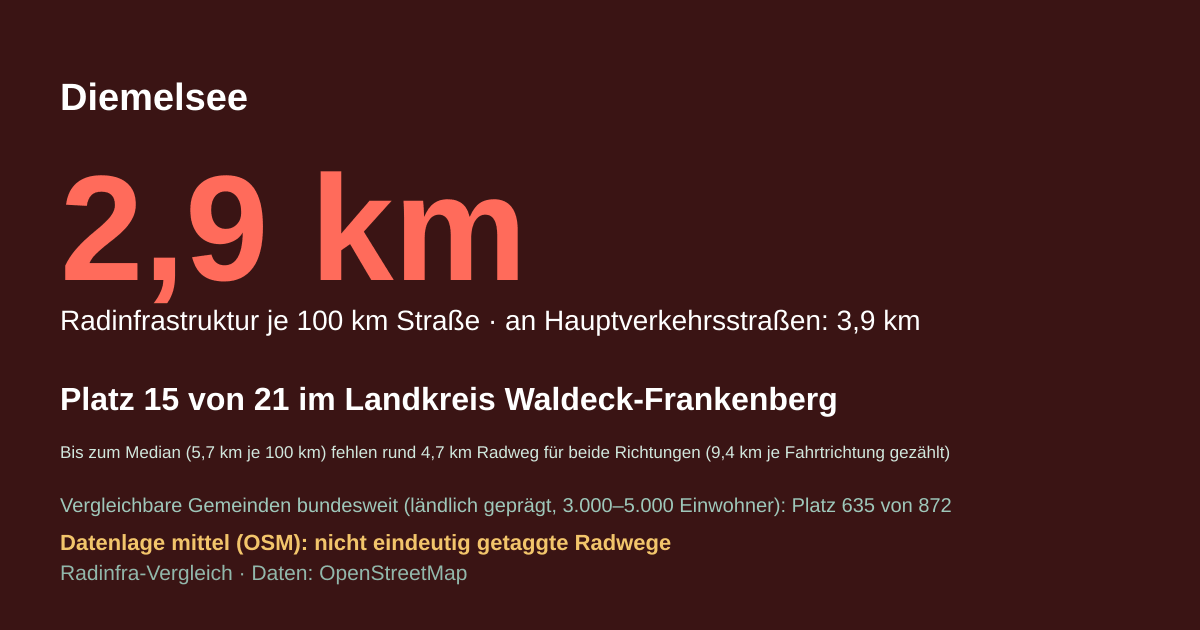 Diemelsee
2,9 km
Radinfrastruktur je 100 km Straße · an Hauptverkehrsstraßen: 3,9 km
Platz 15 von 21 im Landkreis Waldeck-Frankenberg
Bis zum Median (5,7 km je 100 km) fehlen rund 4,7 km Radweg für beide Richtungen (9,4 km je Fahrtrichtung gezählt)
Vergleichbare Gemeinden bundesweit (ländlich geprägt, 3.000–5.000 Einwohner): Platz 635 von 872
Datenlage mittel (OSM): nicht eindeutig getaggte Radwege
Radinfra-Vergleich · Daten: OpenStreetMap